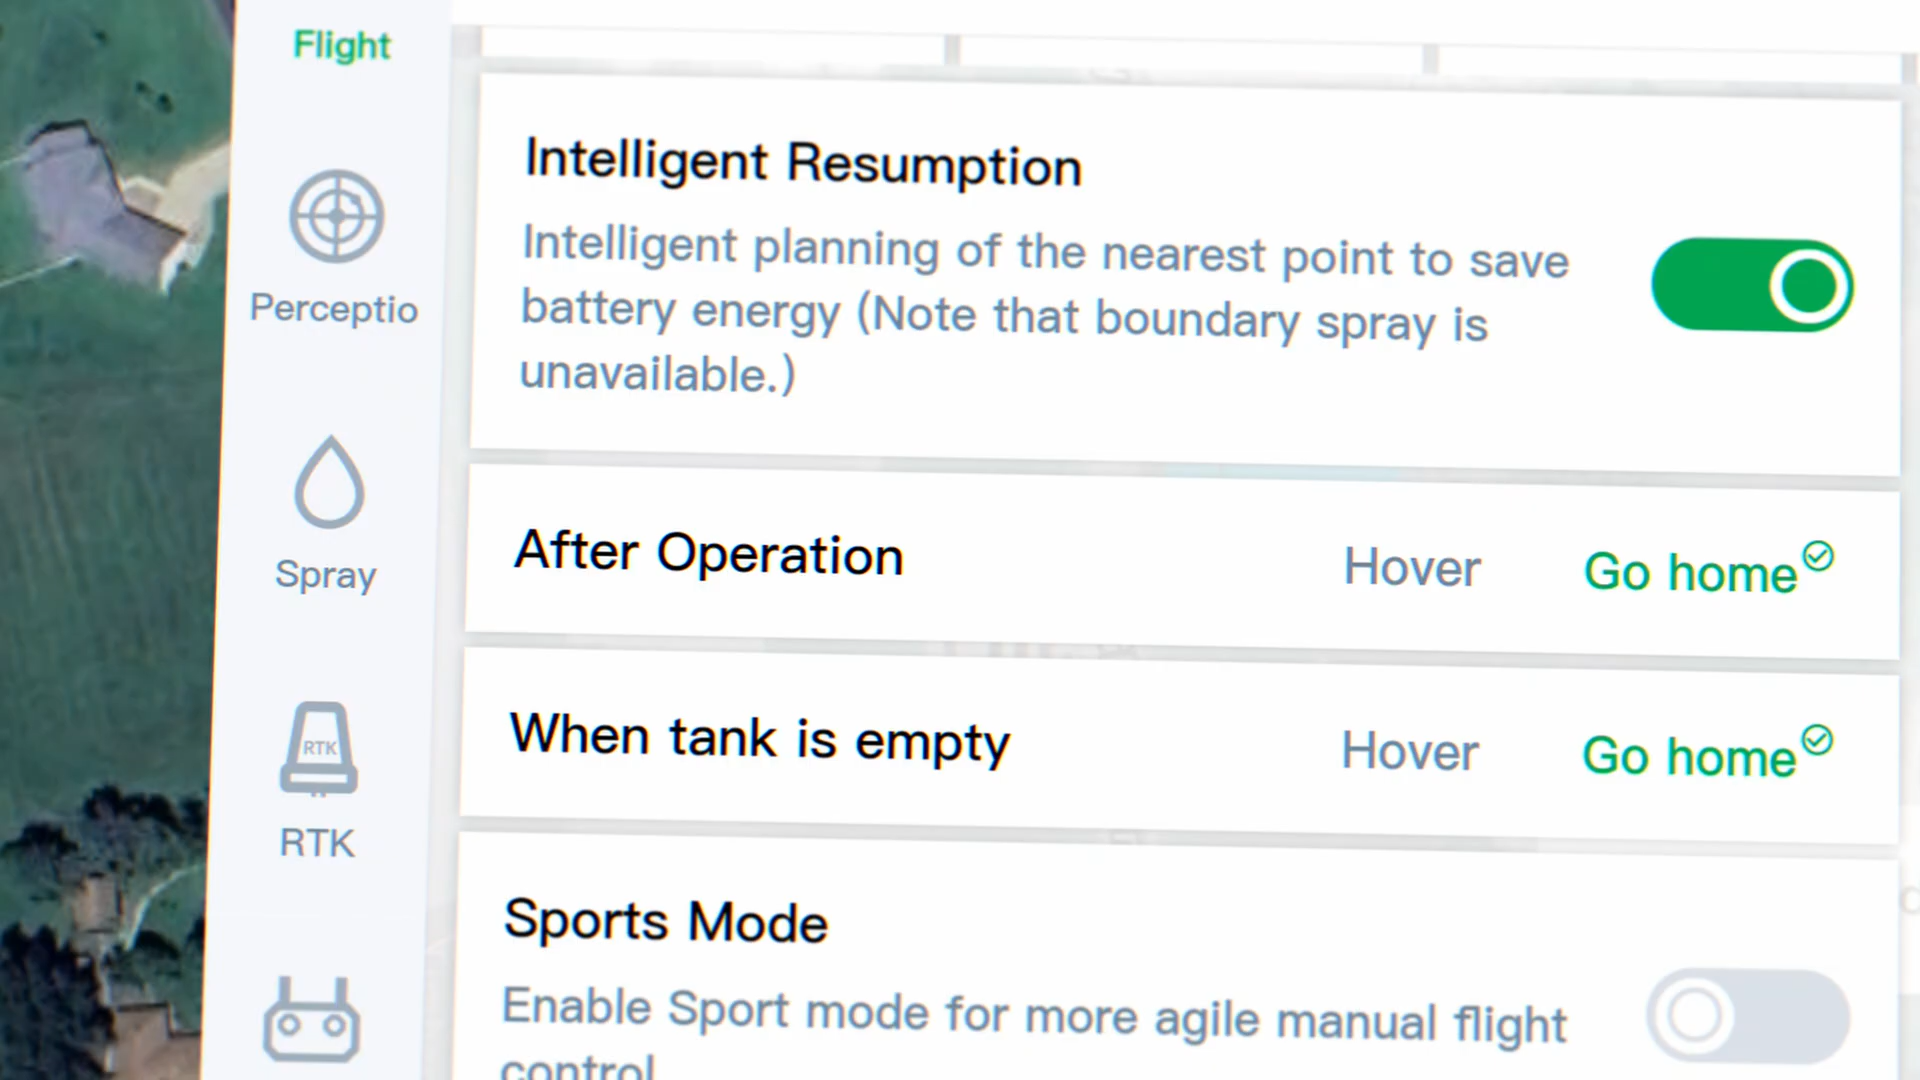 Flight
Perceptio
Spray
RTK
RTK
Intelligent Resumption
Intelligent planning of the nearest point to save
battery energy (Note that boundary spray is
unavailable.)
After Operation Hover Go home
When tank is empty Hover Go home
Sports Mode
Enable Sport mode for more agile manual flight
control